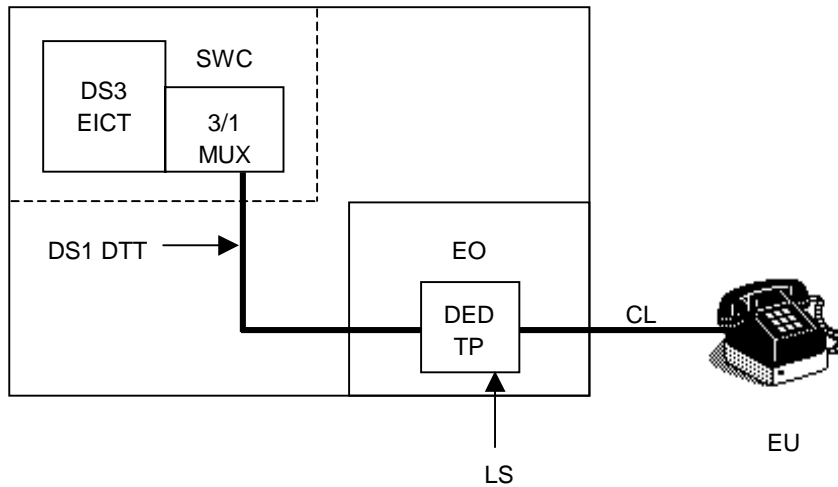 SWC
DS3
EICT
3/1
MUX
DS1 DTT
EO
DED
TP
CL
LS
EU